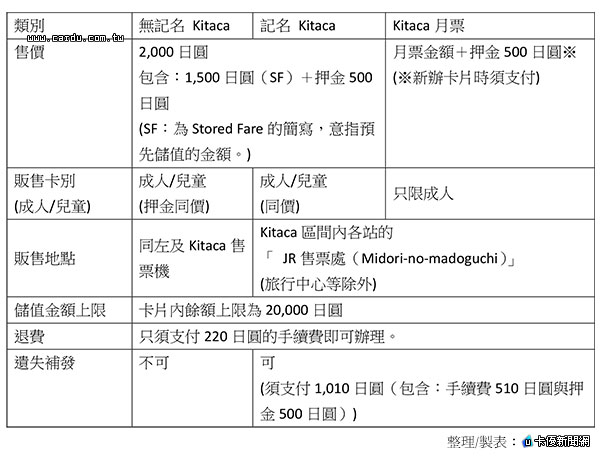 類別 無記名 Kitaca 記名 Kitaca Kitaca 月票
www.cardu.com.tw
售價 2,000 日圓 月票金額＋押金 500 日圓※
包含：1,500 日圓（SF）＋押金 500 (※新辦卡片時須支付)
日圓
(SF：為 Stored Fare 的簡寫，意指預
先儲值的金額。)
販售卡別 成人/兒童 成人/兒童 只限成人
(成人/兒童) (押金同價) (同價)
販售地點 同左及 Kitaca 售 Kitaca 區間內各站的
票機 「 JR 售票處（Midori-no-madoguchi）」
(旅行中心等除外)
儲值金額上限 卡片內餘額上限為 20,000 日圓
退費 只須支付 220 日圓的手續費即可辦理。
遺失補發 不可 可
(須支付 1,010 日圓（包含：手續費 510 日圓與押
金 500 日圓）)
整理/製表： 卡優新聞網